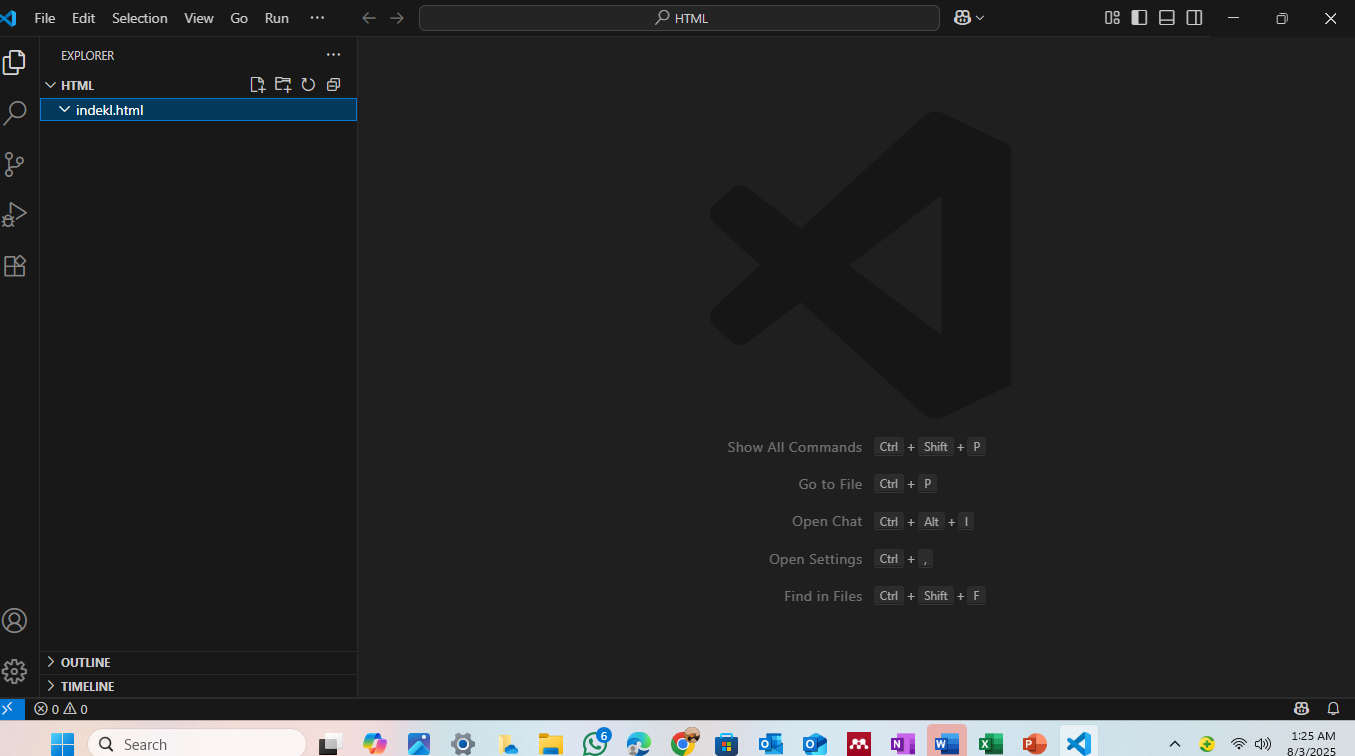 File Edit Selection View Go Run ··· HTML
EXPLORER ···
HTML
indekl.html
Show All Commands Ctrl + Shift + P
Go to File Ctrl + P
Open Chat Ctrl + Alt + I
Open Settings Ctrl + ,
Find in Files Ctrl + Shift + F
OUTLINE
TIMELINE
0 0
Search 6 N W X P 1:25 AM
8/3/2025